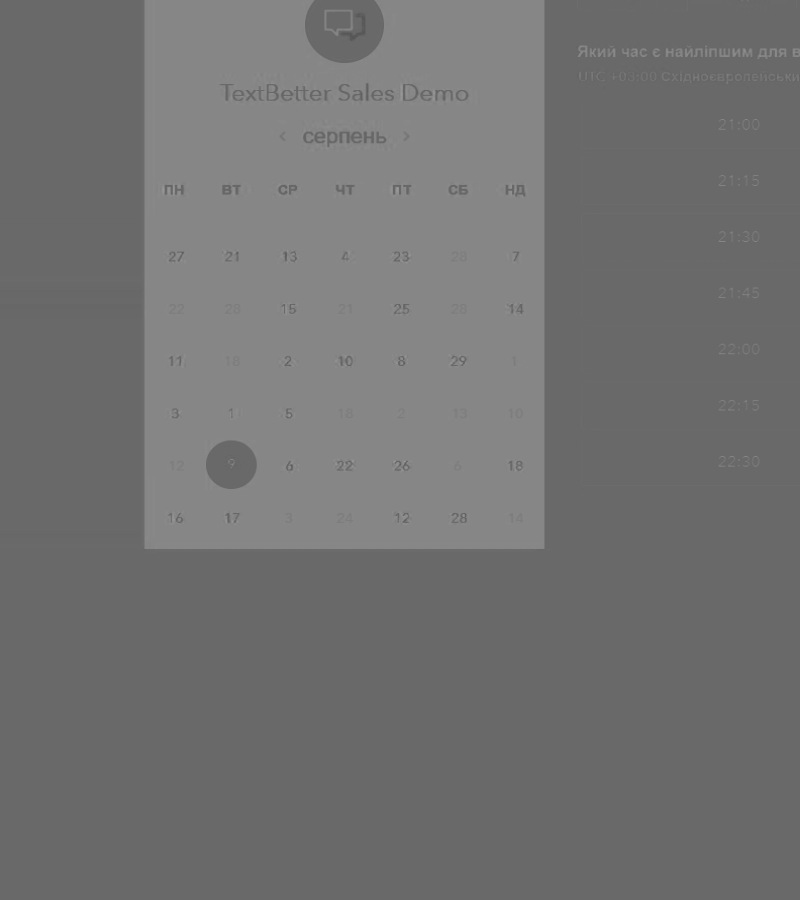 Який час є найліпшим для в
UTC +03:00 Східноєвропенськи
TextBetter Sales Demo
‹ серпень ›
ПН ВТ СР ЧТ ПТ СБ НД
27 21 13 4 23 28 7
22 28 15 21 25 28 14
11 18 2 10 8 29 1
3 1 5 18 2 13 10
12 9 6 22 26 6 18
16 17 3 24 12 28 14
21:00
21:15
21:30
21:45
22:00
22:15
22:30